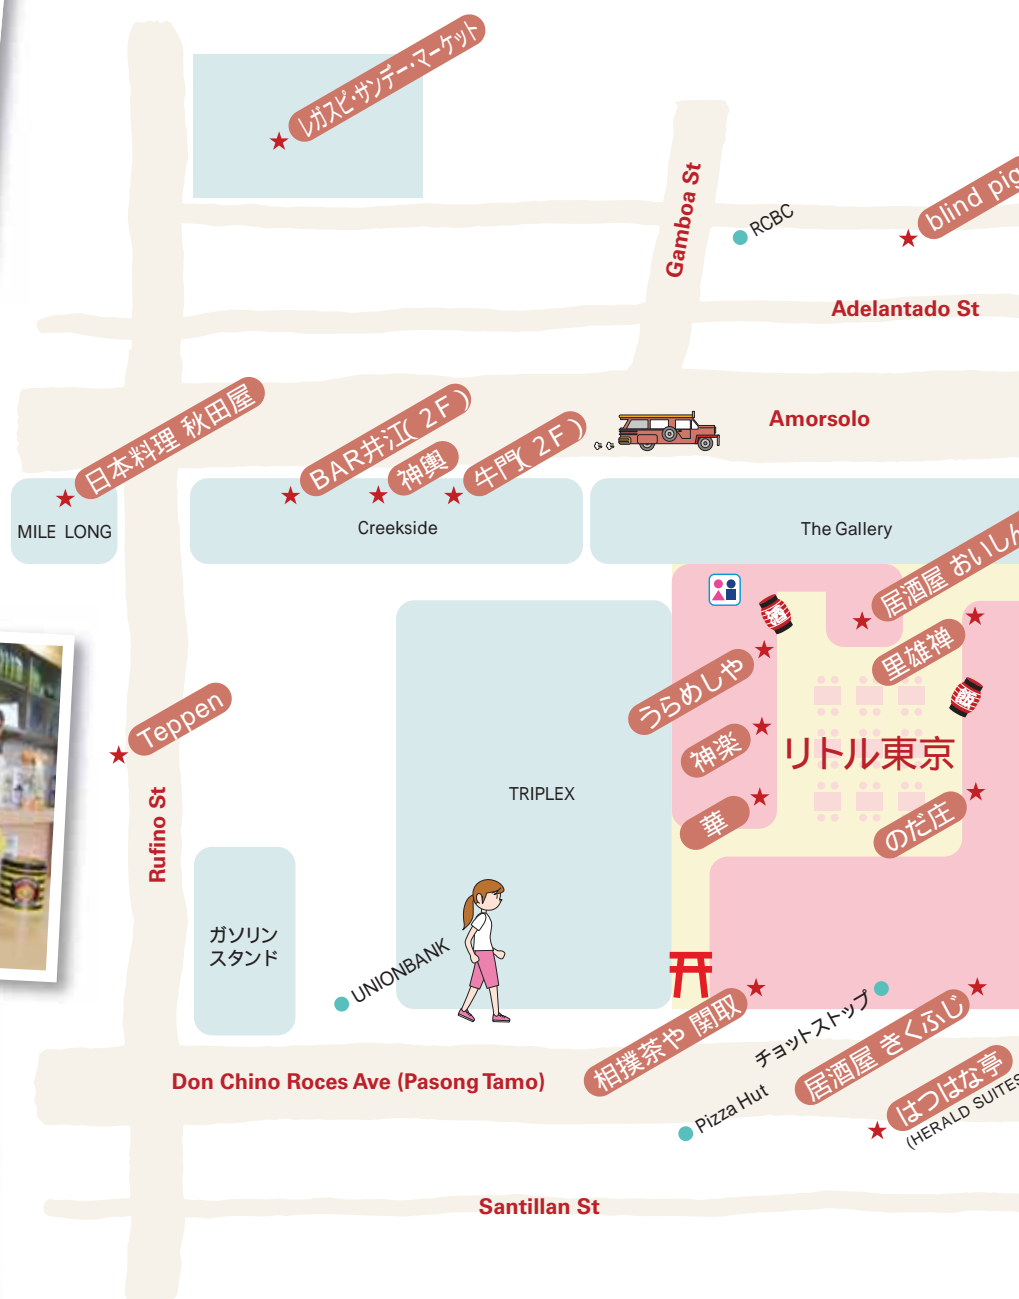 レガスピ・サンデー・マーケット
Gamboa St
RCBC
blind pig
Adelantado St
Amorsolo
日本料理 秋田屋
BAR井江(2F)
神輿
牛門(2F)
MILE LONG
Creekside
The Gallery
居酒屋 おいしん
酒
里雄禅
うらめしや
Teppen
神楽
リトル東京
TRIPLEX
華
のだ庄
Rufino St
ガソリン
スタンド
UNIONBANK
相撲茶や 関取
チョットストップ
居酒屋 きくふじ
はつはな亭
(HERALD SUITES
Don Chino Roces Ave (Pasong Tamo)
Pizza Hut
Santillan St